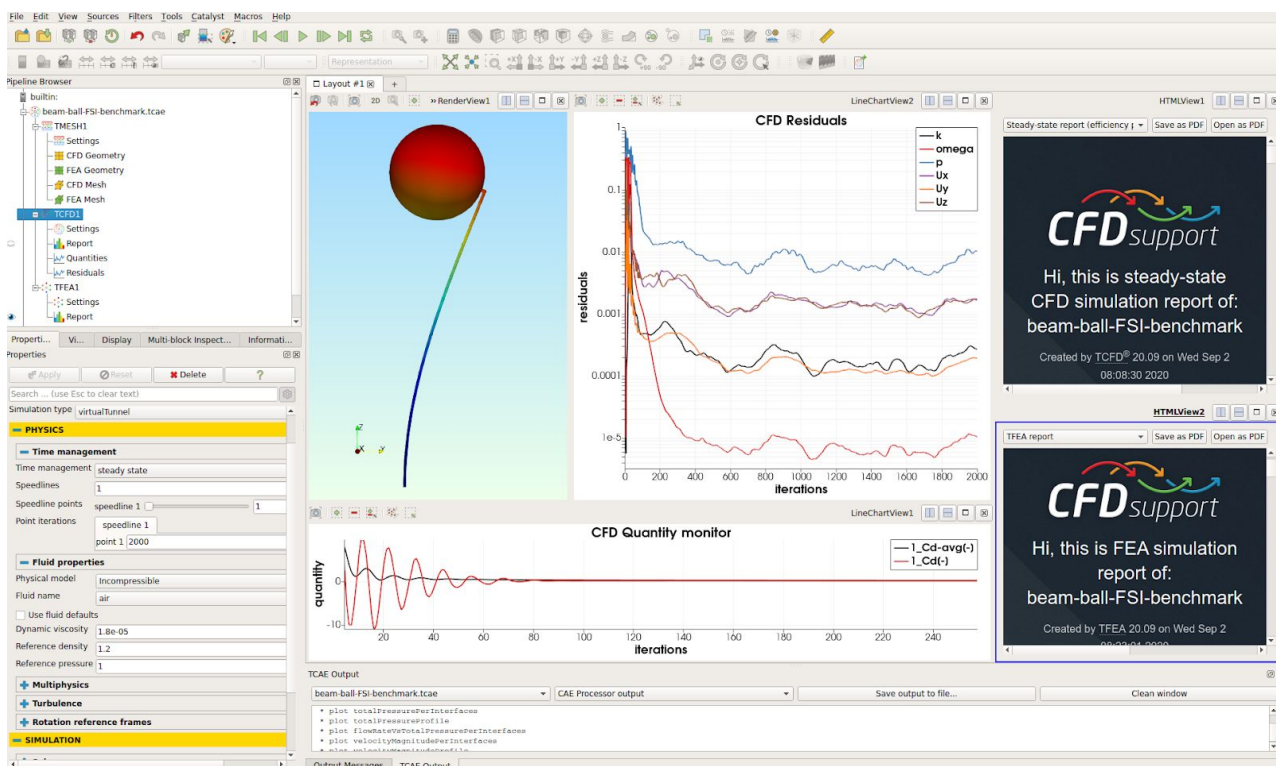 File Edit View Sources Filters Tools Catalyst Macros Help
Representation
Pipeline Browser
builtin:
beam-ball-FSI-benchmark.tcae
TMESH1
Settings
CFD Geometry
FEA Geometry
CFD Mesh
FEA Mesh
TCFD1
Settings
Report
Quantities
Residuals
TFEA1
Settings
Report
Properti... Vi... Display Multi-block Inspect... Informati...
Properties
Apply Reset Delete ?
Search ... (use Esc to clear text)
Simulation type virtualTunnel
PHYSICS
Time management
Time management steady state
Speedlines 1
Speedline points speedline 1 1
Point iterations speedline 1
point 1 2000
Fluid properties
Physical model Incompressible
Fluid name air
Use fluid defaults
Dynamic viscosity 1.8e-05
Reference density 1.2
Reference pressure 1
Multiphysics
Turbulence
Rotation reference frames
SIMULATION
Layout #1 +
2D » RenderView1
Z
X Y
LineChartView2
CFD Residuals
k
omega
p
Ux
Uy
Uz
residuals
1
0.1
0.01
0.001
0.0001
1e-5
0 200 400 600 800 1000 1200 1400 1600 1800 2000
iterations
LineChartView1
CFD Quantity monitor
1_Cd-avg(-)
1_Cd(-)
quantity
0
-10
20 40 60 80 100 120 140 160 180 200 220 240
iterations
HTMLView1
Steady-state report (efficiency p Save as PDF Open as PDF
CFD support
Hi, this is steady-state
CFD simulation report of:
beam-ball-FSI-benchmark
Created by TCFD® 20.09 on Wed Sep 2
08:08:30 2020
HTMLView2
TFEA report Save as PDF Open as PDF
CFD support
Hi, this is FEA simulation
report of:
beam-ball-FSI-benchmark
Created by TFEA 20.09 on Wed Sep 2
TCAE Output
beam-ball-FSI-benchmark.tcae CAE Processor output Save output to file... Clean window
* plot totalPressurePerInterfaces
* plot totalPressureProfile
* plot flowRateVsTotalPressurePerInterfaces
* plot velocityMagnitudePerInterfaces
* plot velocityMagnitudeProfile
Output Messages TCAE Output